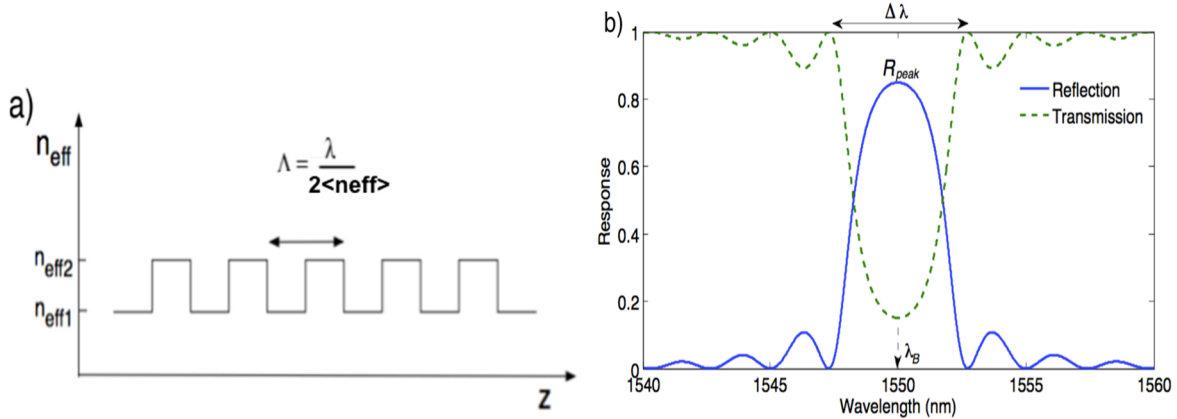 a)
n_eff
Λ = λ / 2<neff>
n_eff2
n_eff1
z
b)
Δλ
R_peak
Reflection
Transmission
λ_B
Response
1
0.8
0.6
0.4
0.2
0
1540 1545 1550 1555 1560
Wavelength (nm)